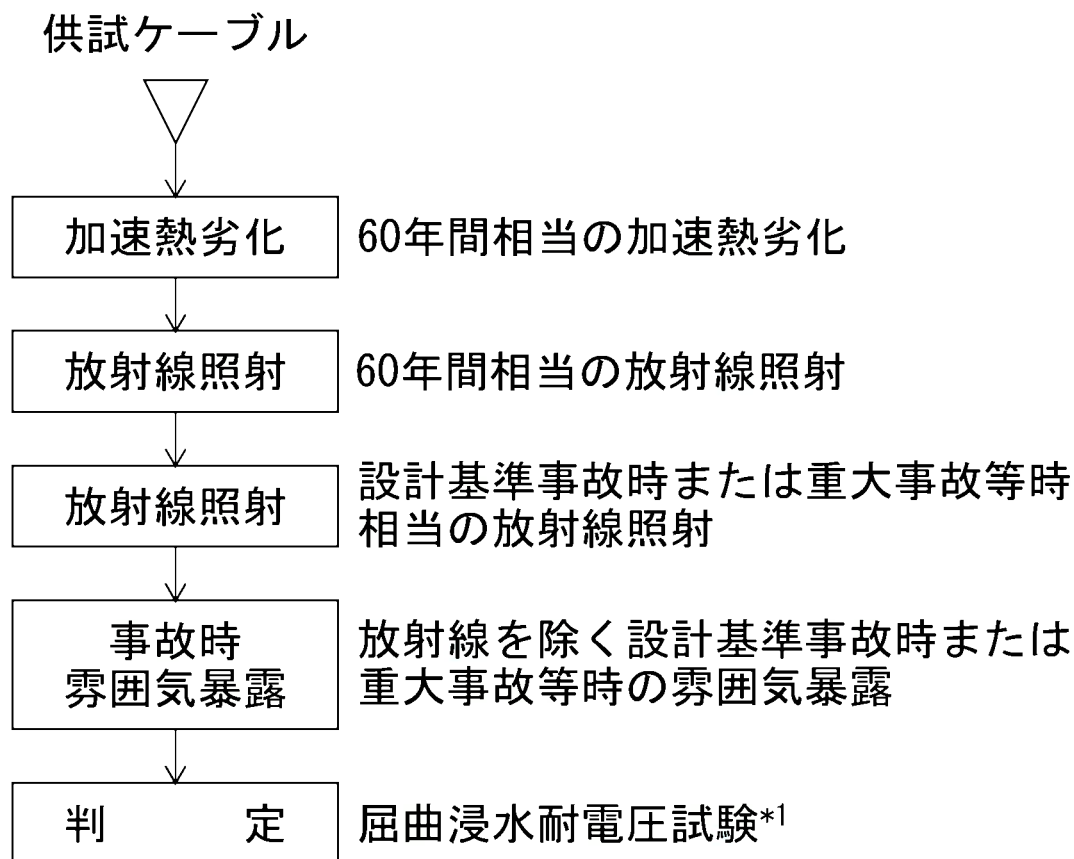 供試ケーブル
加速熱劣化 60年間相当の加速熱劣化
放射線照射 60年間相当の放射線照射
放射線照射
設計基準事故時または重大事故等時
相当の放射線照射
事故時
雰囲気暴露
放射線を除く設計基準事故時または
重大事故等時の雰囲気暴露
判 定 屈曲浸水耐電圧試験*1